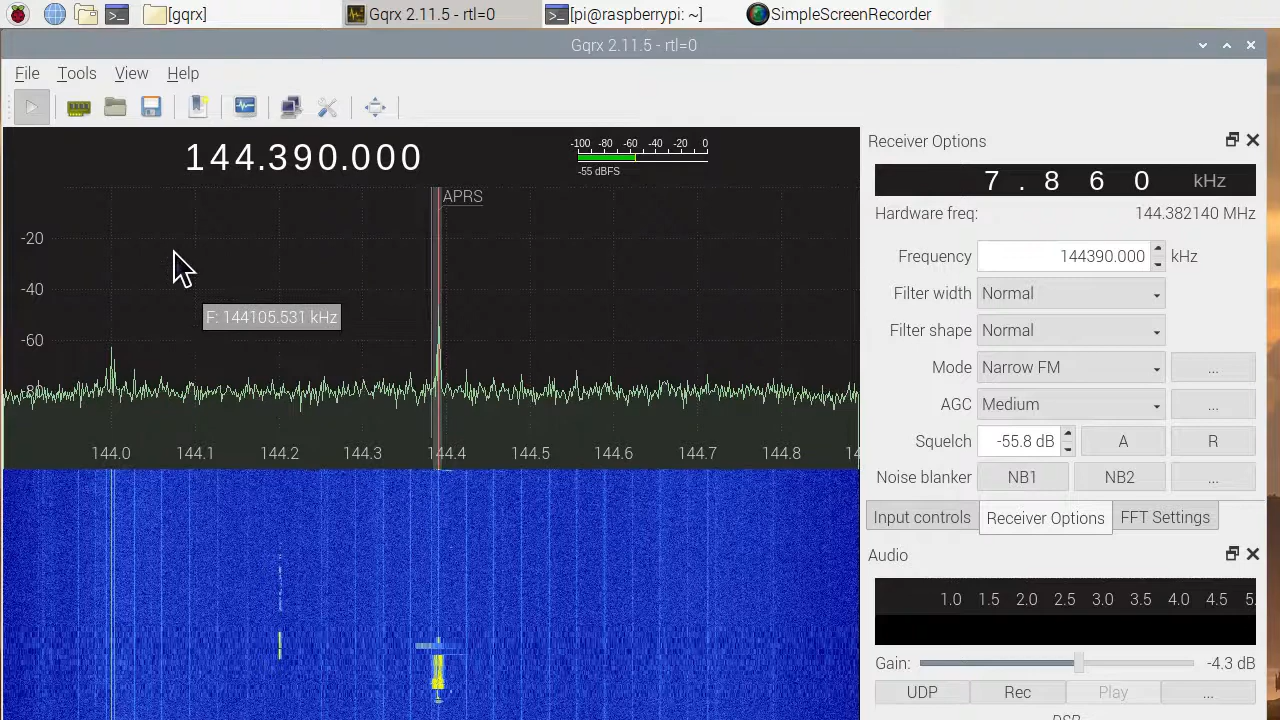 [gqrx] Gqrx 2.11.5 - rtl=0 [pi@raspberrypi: ~] SimpleScreenRecorder
Gqrx 2.11.5 - rtl=0
File Tools View Help
144.390.000
-100 -80 -60 -40 -20 0
-55 dBFS
APRS
-20
-40
F: 144105.531 kHz
-60
-80
144.0 144.1 144.2 144.3 144.4 144.5 144.6 144.7 144.8 14
Receiver Options
7.860 kHz
Hardware freq: 144.382140 MHz
Frequency 144390.000 kHz
Filter width Normal
Filter shape Normal
Mode Narrow FM ...
AGC Medium ...
Squelch -55.8 dB A R
Noise blanker NB1 NB2 ...
Input controls Receiver Options FFT Settings
Audio
1.0 1.5 2.0 2.5 3.0 3.5 4.0 4.5 5.
Gain: -4.3 dB
UDP Rec Play ...
DSP